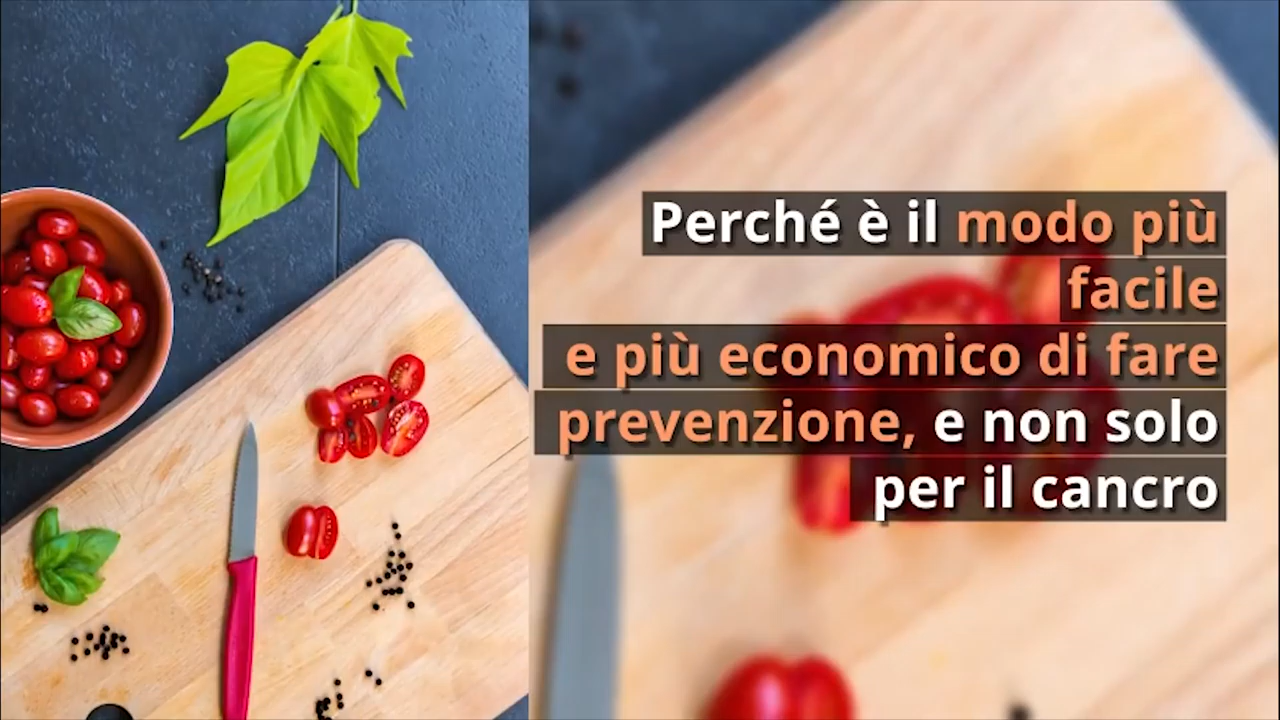 Perché è il modo più
facile
e più economico di fare
prevenzione, e non solo
per il cancro